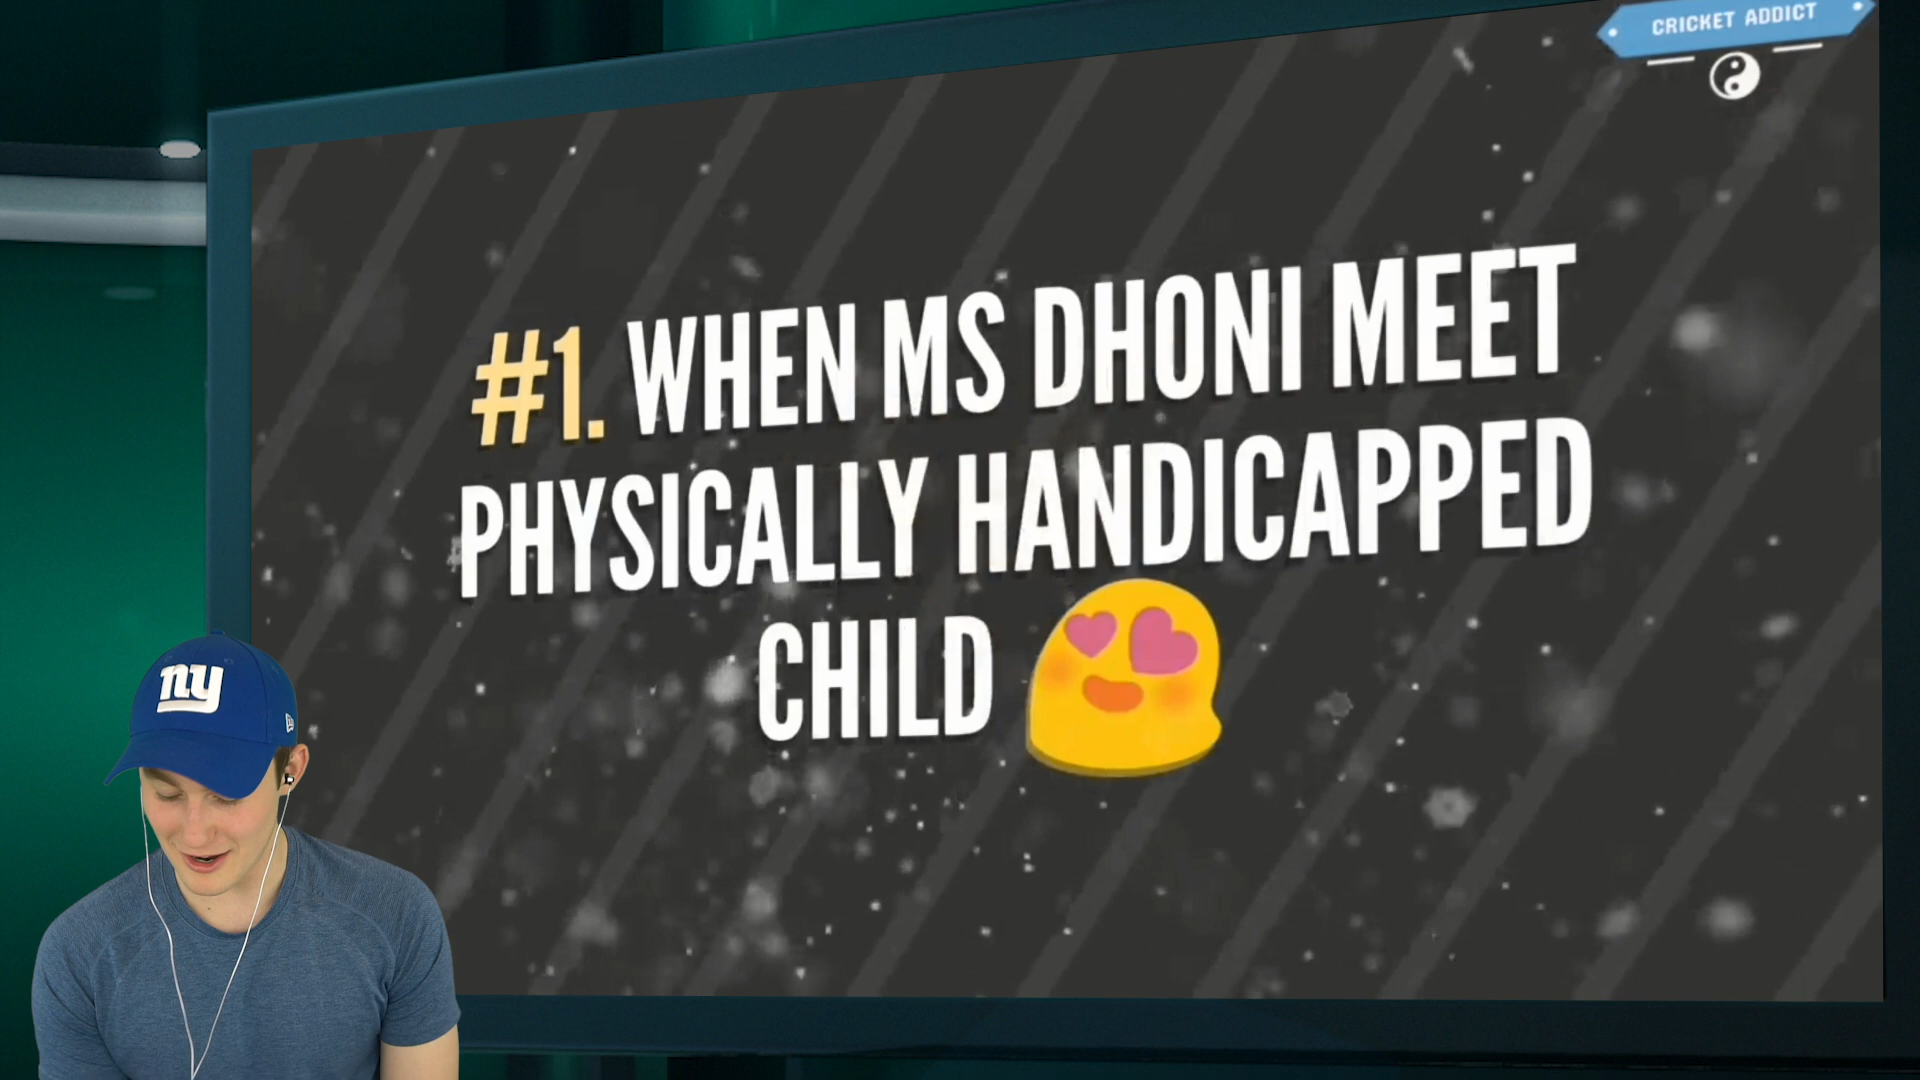 CRICKET ADDICT
#1. WHEN MS DHONI MEET
PHYSICALLY HANDICAPPED
CHILD
ny